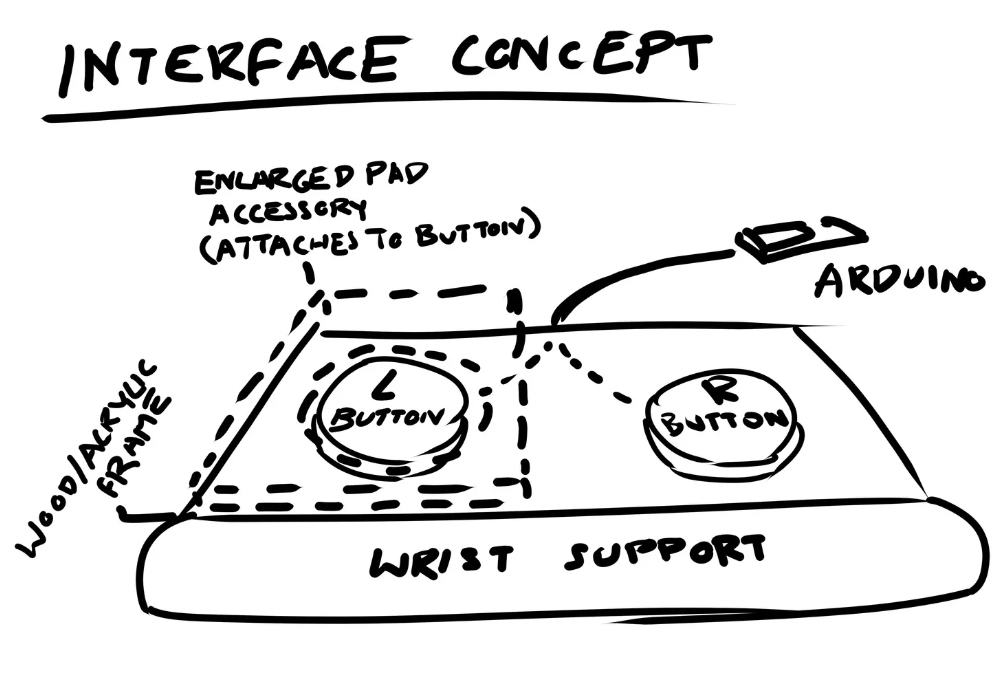 INTERFACE CONCEPT
ENLARGED PAD
ACCESSORY
(ATTACHES TO BUTTON)
ARDUINO
L
BUTTON
R
BUTTON
WOOD/ACRYLIC
FRAME
WRIST SUPPORT